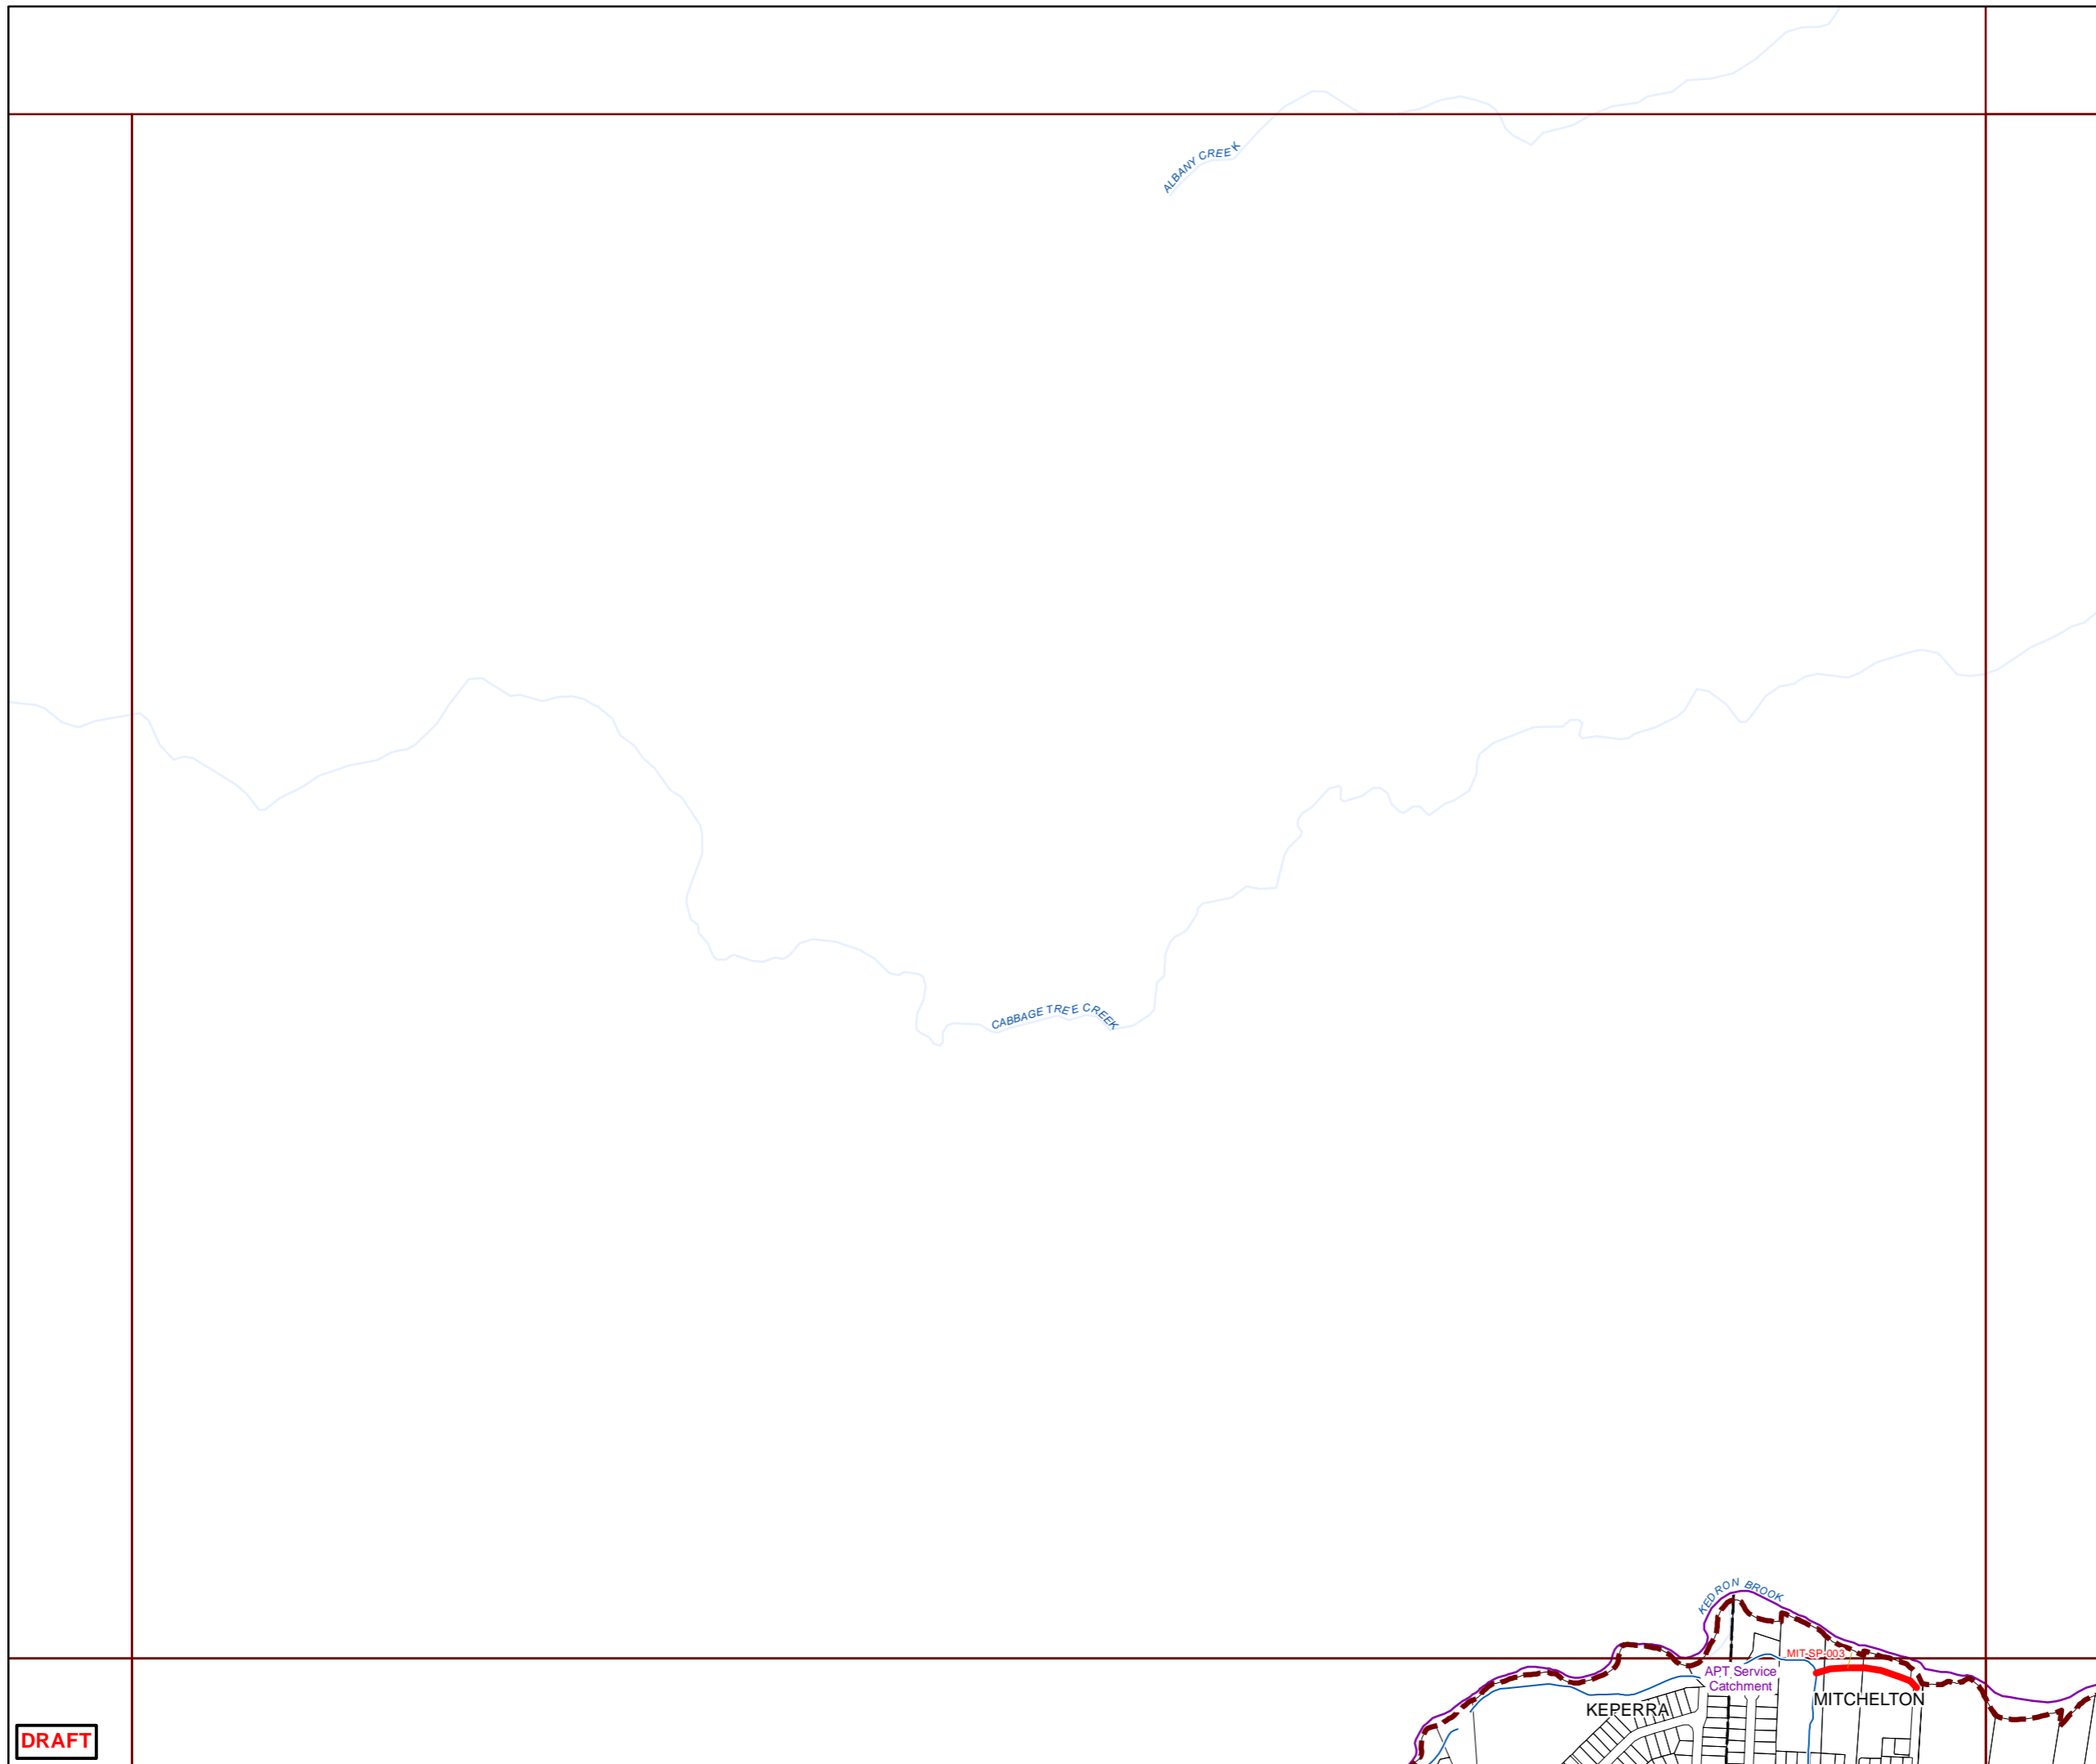 ALBANY CREEK
CABBAGE TREE CREEK
KEDRON BROOK
MIT-SP-003
APT Service
Catchment
MITCHELTON
KEPERRA
DRAFT